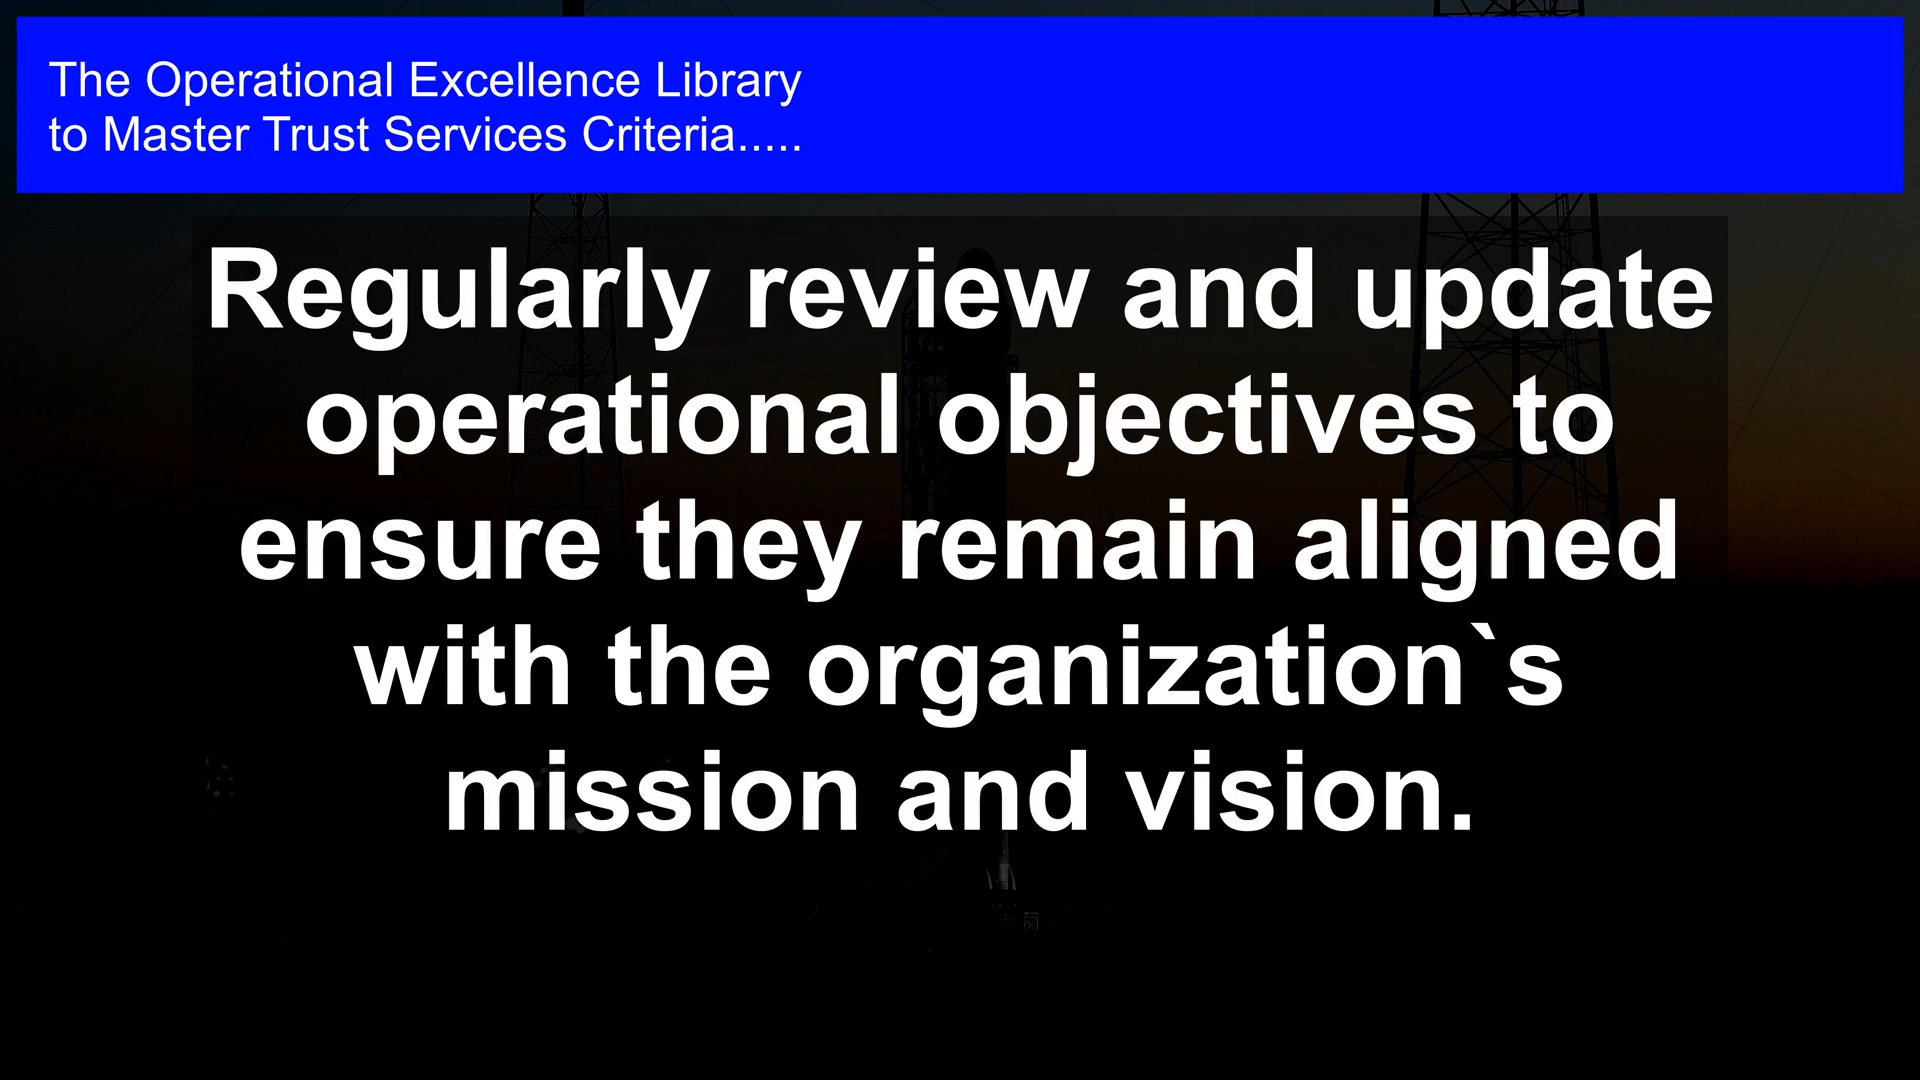 The Operational Excellence Library
to Master Trust Services Criteria.....
Regularly review and update
operational objectives to
ensure they remain aligned
with the organization`s
mission and vision.